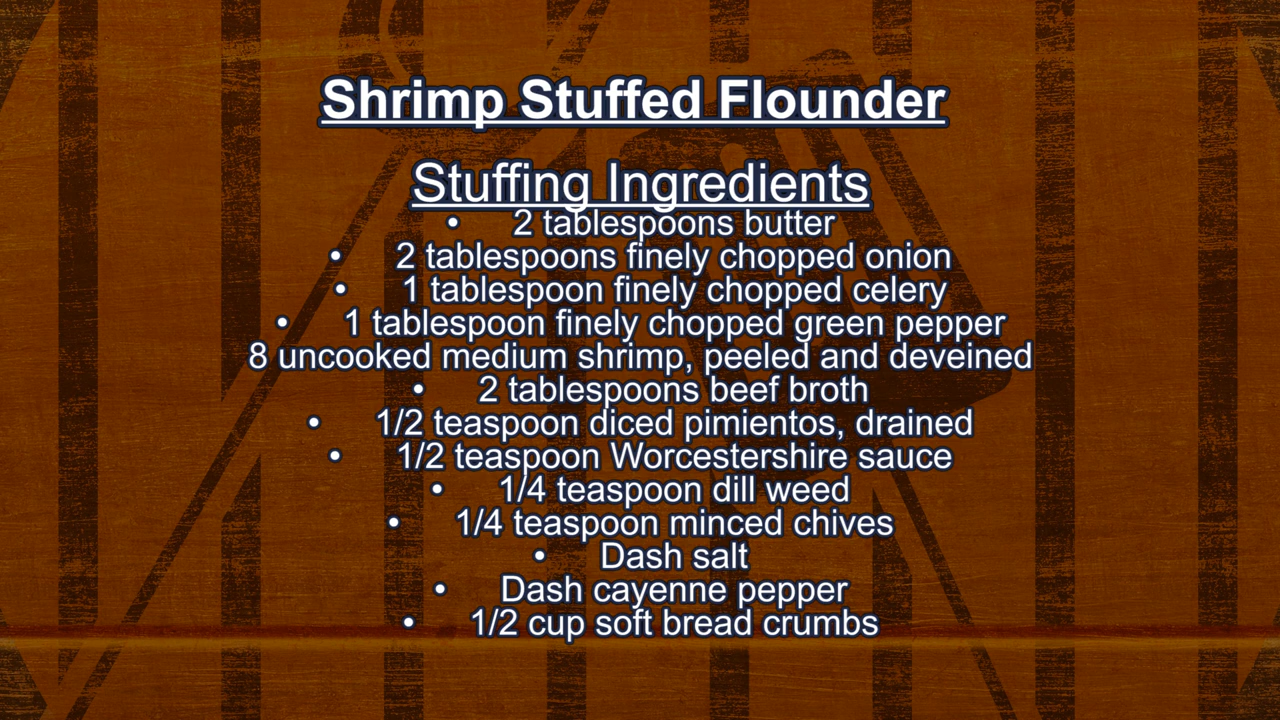 Shrimp Stuffed Flounder
Stuffing Ingredients
• 2 tablespoons butter
• 2 tablespoons finely chopped onion
• 1 tablespoon finely chopped celery
• 1 tablespoon finely chopped green pepper
8 uncooked medium shrimp, peeled and deveined
• 2 tablespoons beef broth
• 1/2 teaspoon diced pimientos, drained
• 1/2 teaspoon Worcestershire sauce
• 1/4 teaspoon dill weed
• 1/4 teaspoon minced chives
• Dash salt
• Dash cayenne pepper
• 1/2 cup soft bread crumbs